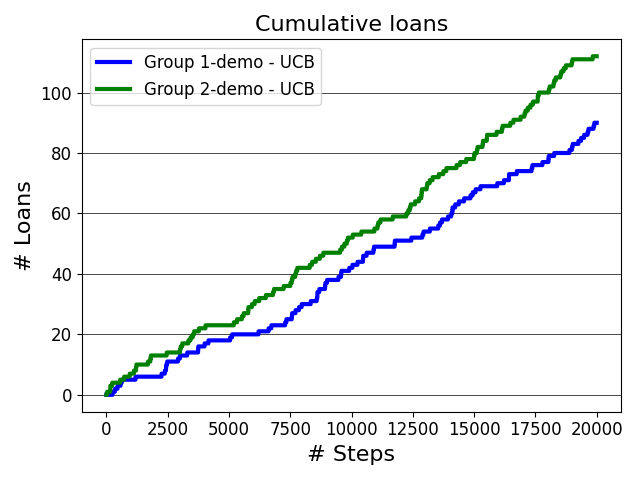 Cumulative loans
Group 1-demo - UCB
Group 2-demo - UCB
100
80
60
40
20
0
# Loans
0 2500 5000 7500 10000 12500 15000 17500 20000
# Steps